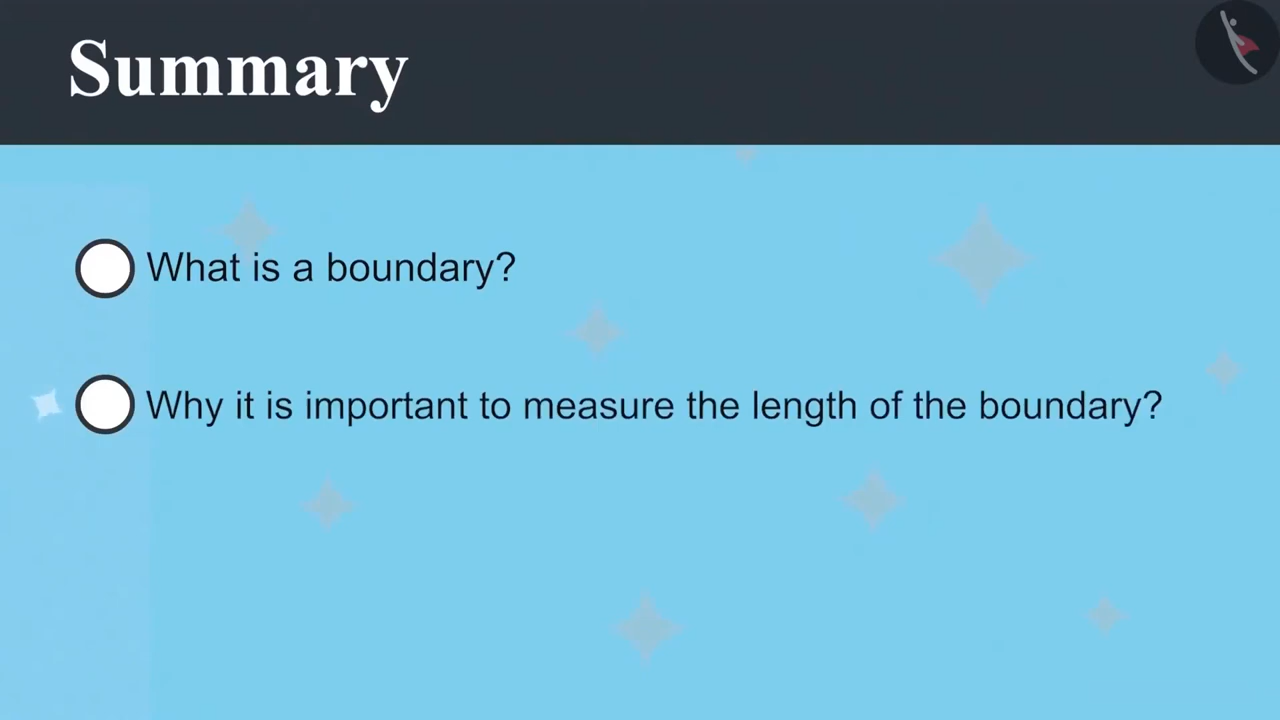 Summary
What is a boundary?
Why it is important to measure the length of the boundary?